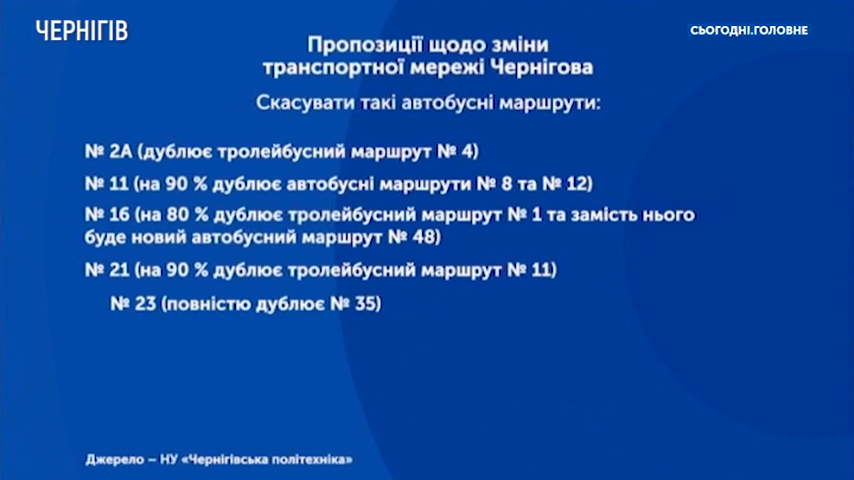 ЧЕРНІГІВ
СЬОГОДНІ.ГОЛОВНЕ
Пропозиції щодо зміни
транспортної мережі Чернігова
Скасувати такі автобусні маршрути:
№ 2А (дублює тролейбусний маршрут № 4)
№ 11 (на 90 % дублює автобусні маршрути № 8 та № 12)
№ 16 (на 80 % дублює тролейбусний маршрут № 1 та замість нього
буде новий автобусний маршрут № 48)
№ 21 (на 90 % дублює тролейбусний маршрут № 11)
№ 23 (повністю дублює № 35)
Джерело – НУ «Чернігівська політехніка»